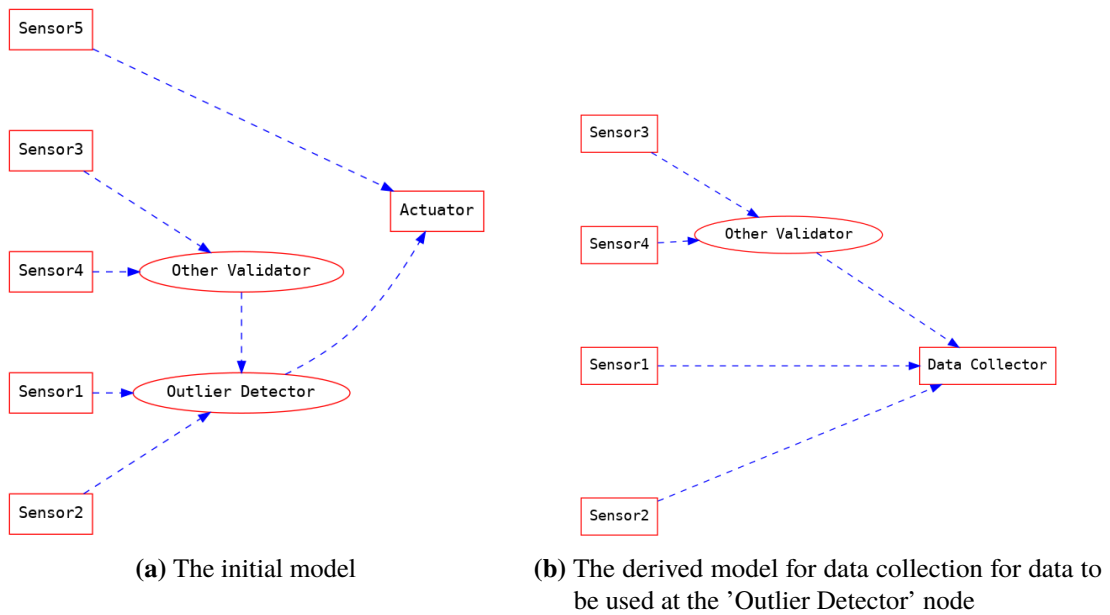 Sensor5
Sensor3
Actuator
Sensor4
Other Validator
Sensor1
Outlier Detector
Sensor2
(a) The initial model
Sensor3
Sensor4
Other Validator
Sensor1
Data Collector
Sensor2
(b) The derived model for data collection for data to
be used at the ’Outlier Detector’ node